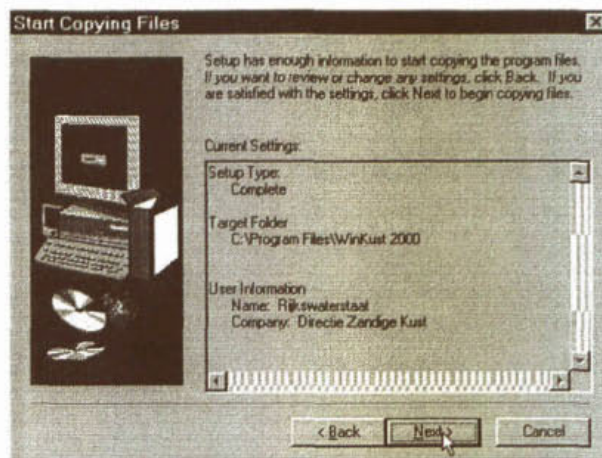 Start Copying Files
Setup has enough information to start copying the program files.
If you want to review or change any settings, click Back. If you
are satisfied with the settings, click Next to begin copying files.
Current Settings:
Setup Type:
Complete
Target Folder
C:\Program Files\WinKust 2000
User Information
Name: Rijkswaterstaat
Company: Directie Zandige Kust
< Back
Next >
Cancel